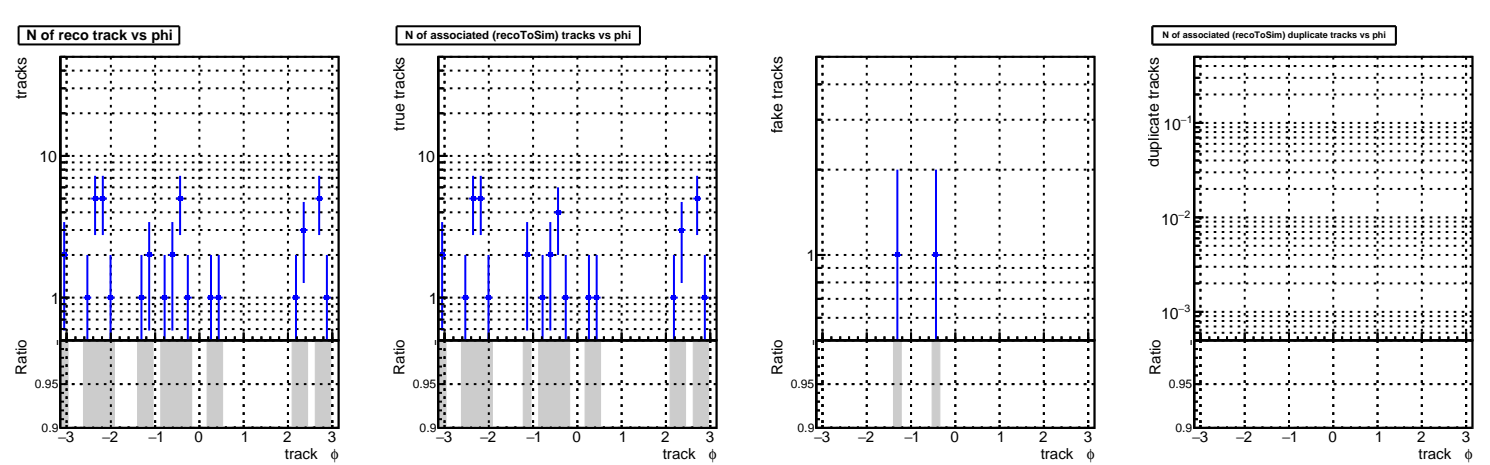 N of reco track vs phi
tracks
10
1
Ratio
1
0.95
0.9
−3 −2 −1 0 1 2 3
track ϕ
N of associated (recoToSim) tracks vs phi
true tracks
10
1
Ratio
1
0.95
0.9
−3 −2 −1 0 1 2 3
track ϕ
fake tracks
1
Ratio
1
0.95
0.9
−3 −2 −1 0 1 2 3
track ϕ
N of associated (recoToSim) duplicate tracks vs phi
duplicate tracks
10⁻¹
10⁻²
10⁻³
Ratio
1
0.95
0.9
−3 −2 −1 0 1 2 3
track ϕ